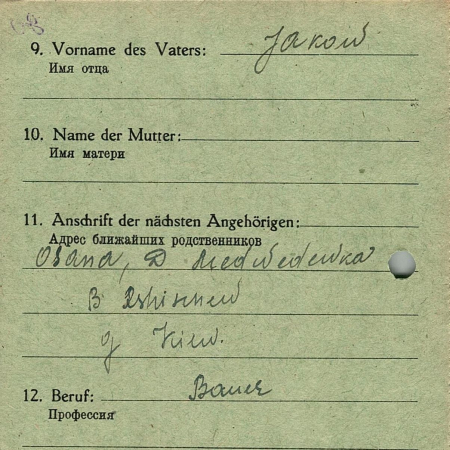 9. Vorname des Vaters: Jakow
Имя отца
10. Name der Mutter:
Имя матери
11. Anschrift der nächsten Angehörigen:
Адрес ближайших родственников
D Medwedewka
B
g Kiew.
12. Beruf: Bauer
Профессия